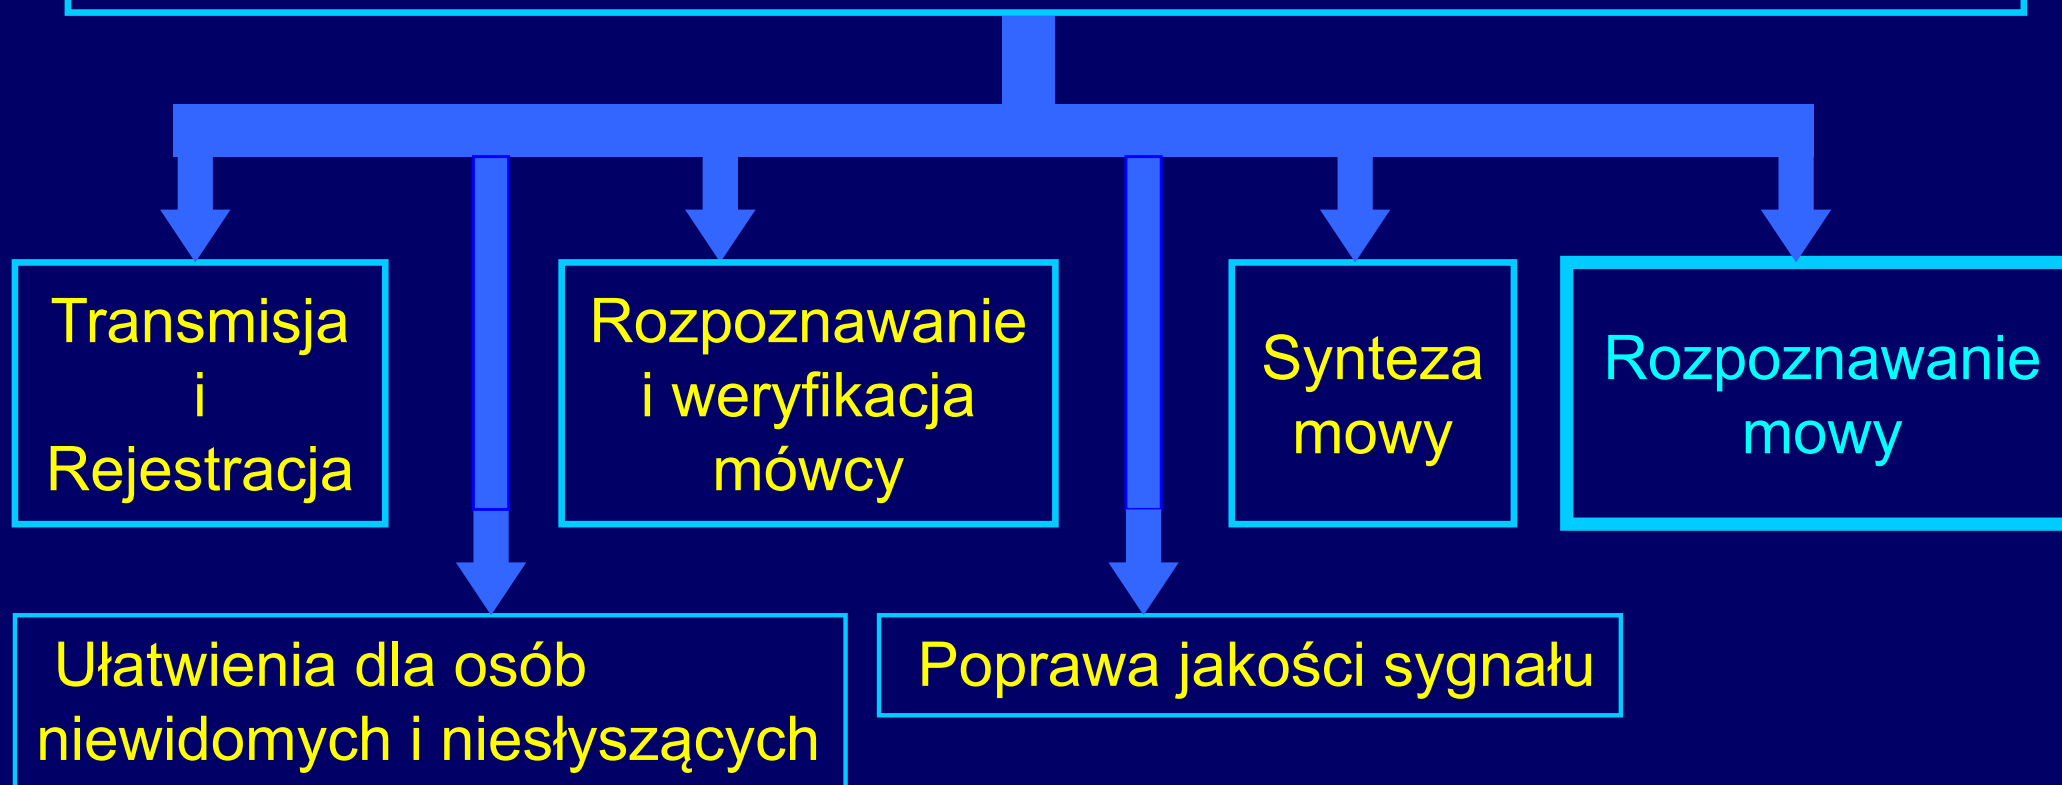 Transmisja
i
Rejestracja
Rozpoznawanie
i weryfikacja
mówcy
Synteza
mowy
Rozpoznawanie
mowy
Ułatwienia dla osób
niewidomych i niesłyszących
Poprawa jakości sygnału